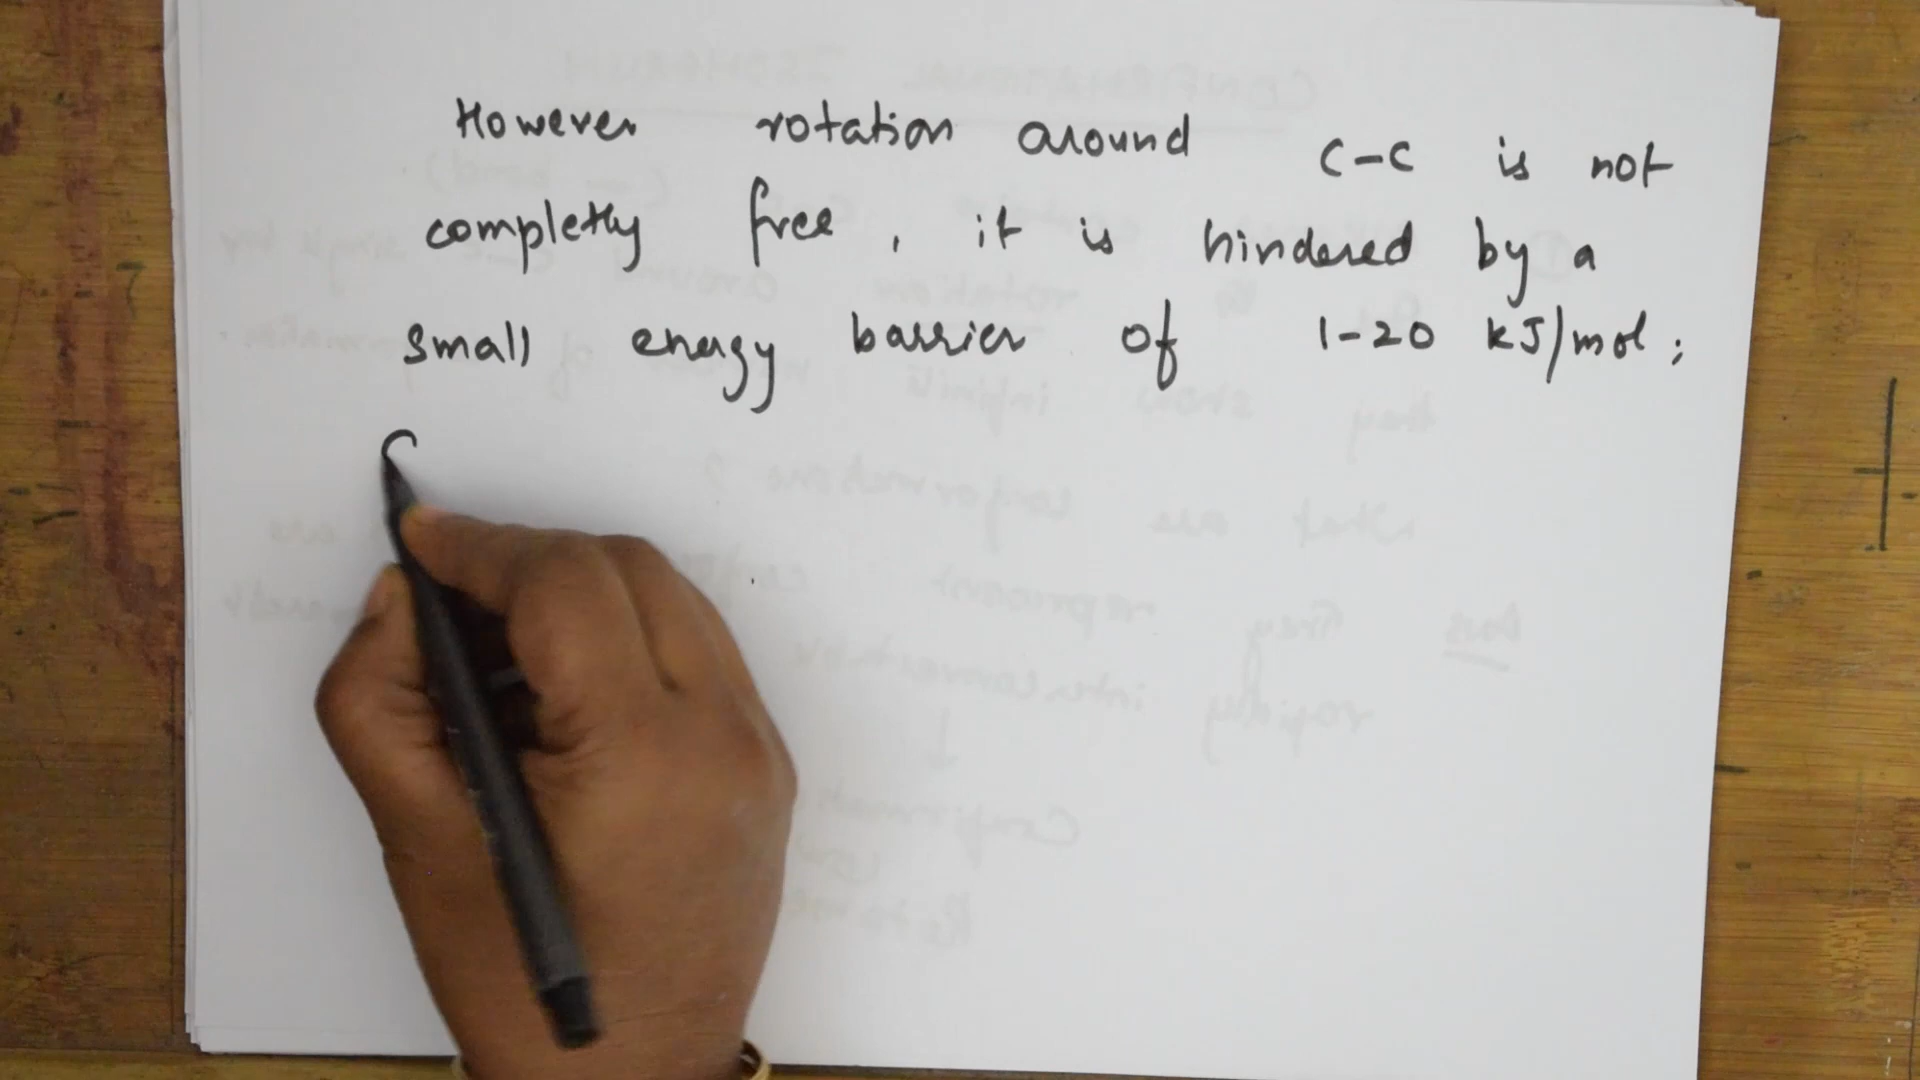 However rotation around C-C is not
completly free, it is hindered by a
small energy barrier of 1-20 kJ/mol;